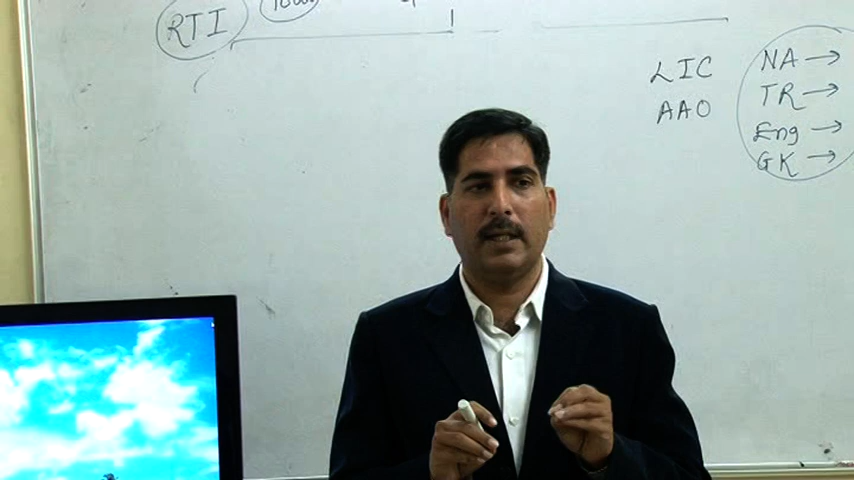 RTI
LIC
AAO
NA →
TR →
Eng →
GK →